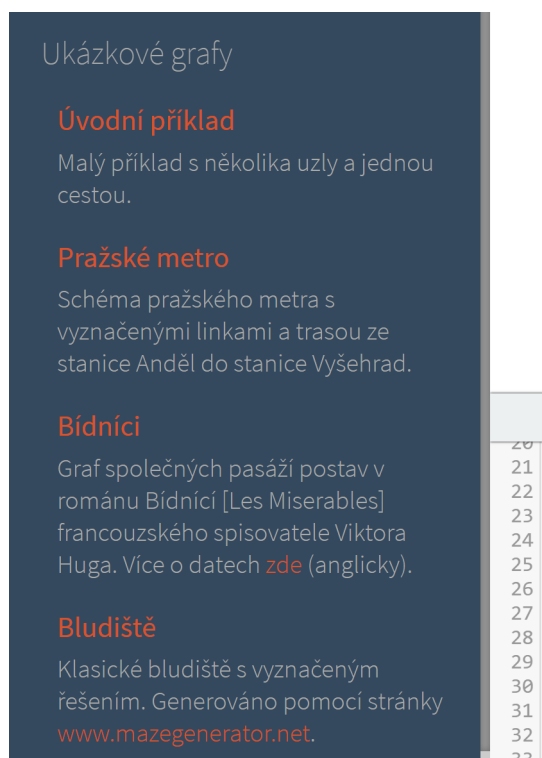 Ukázkové grafy
Úvodní příklad
Malý příklad s několika uzly a jednou
cestou.
Pražské metro
Schéma pražského metra s
vyznačenými linkami a trasou ze
stanice Anděl do stanice Vyšehrad.
Bídníci
Graf společných pasáží postav v
románu Bídnící [Les Miserables]
francouzského spisovatele Viktora
Huga. Více o datech zde (anglicky).
Bludiště
Klasické bludiště s vyznačeným
řešením. Generováno pomocí stránky
www.mazegenerator.net.
20
21
22
23
24
25
26
27
28
29
30
31
32
33